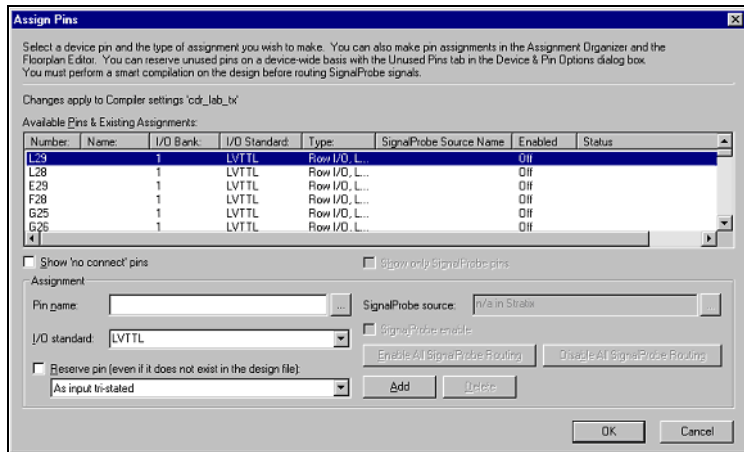 Assign Pins
Select a device pin and the type of assignment you wish to make. You can also make pin assignments in the Assignment Organizer and the
Floorplan Editor. You can reserve unused pins on a device-wide basis with the Unused Pins tab in the Device & Pin Options dialog box.
You must perform a smart compilation on the design before routing SignalProbe signals.
Changes apply to Compiler settings 'cdr_lab_tx'
Available Pins & Existing Assignments:
Number: Name: I/O Bank: I/O Standard: Type: SignalProbe Source Name Enabled Status
L29 1 LVTTL Row I/O, L... Off
L28 1 LVTTL Row I/O, L... Off
E29 1 LVTTL Row I/O, L... Off
F28 1 LVTTL Row I/O, L... Off
G25 1 LVTTL Row I/O, L... Off
G26 1 LVTTL Row I/O, L... Off
Show 'no connect' pins Show only SignalProbe pins
Assignment
Pin name: ... SignalProbe source: n/a in Stratix ...
I/O standard: LVTTL SignalProbe enable
Enable All SignalProbe Routing Disable All SignalProbe Routing
Reserve pin (even if it does not exist in the design file):
As input tri-stated Add Delete
OK Cancel